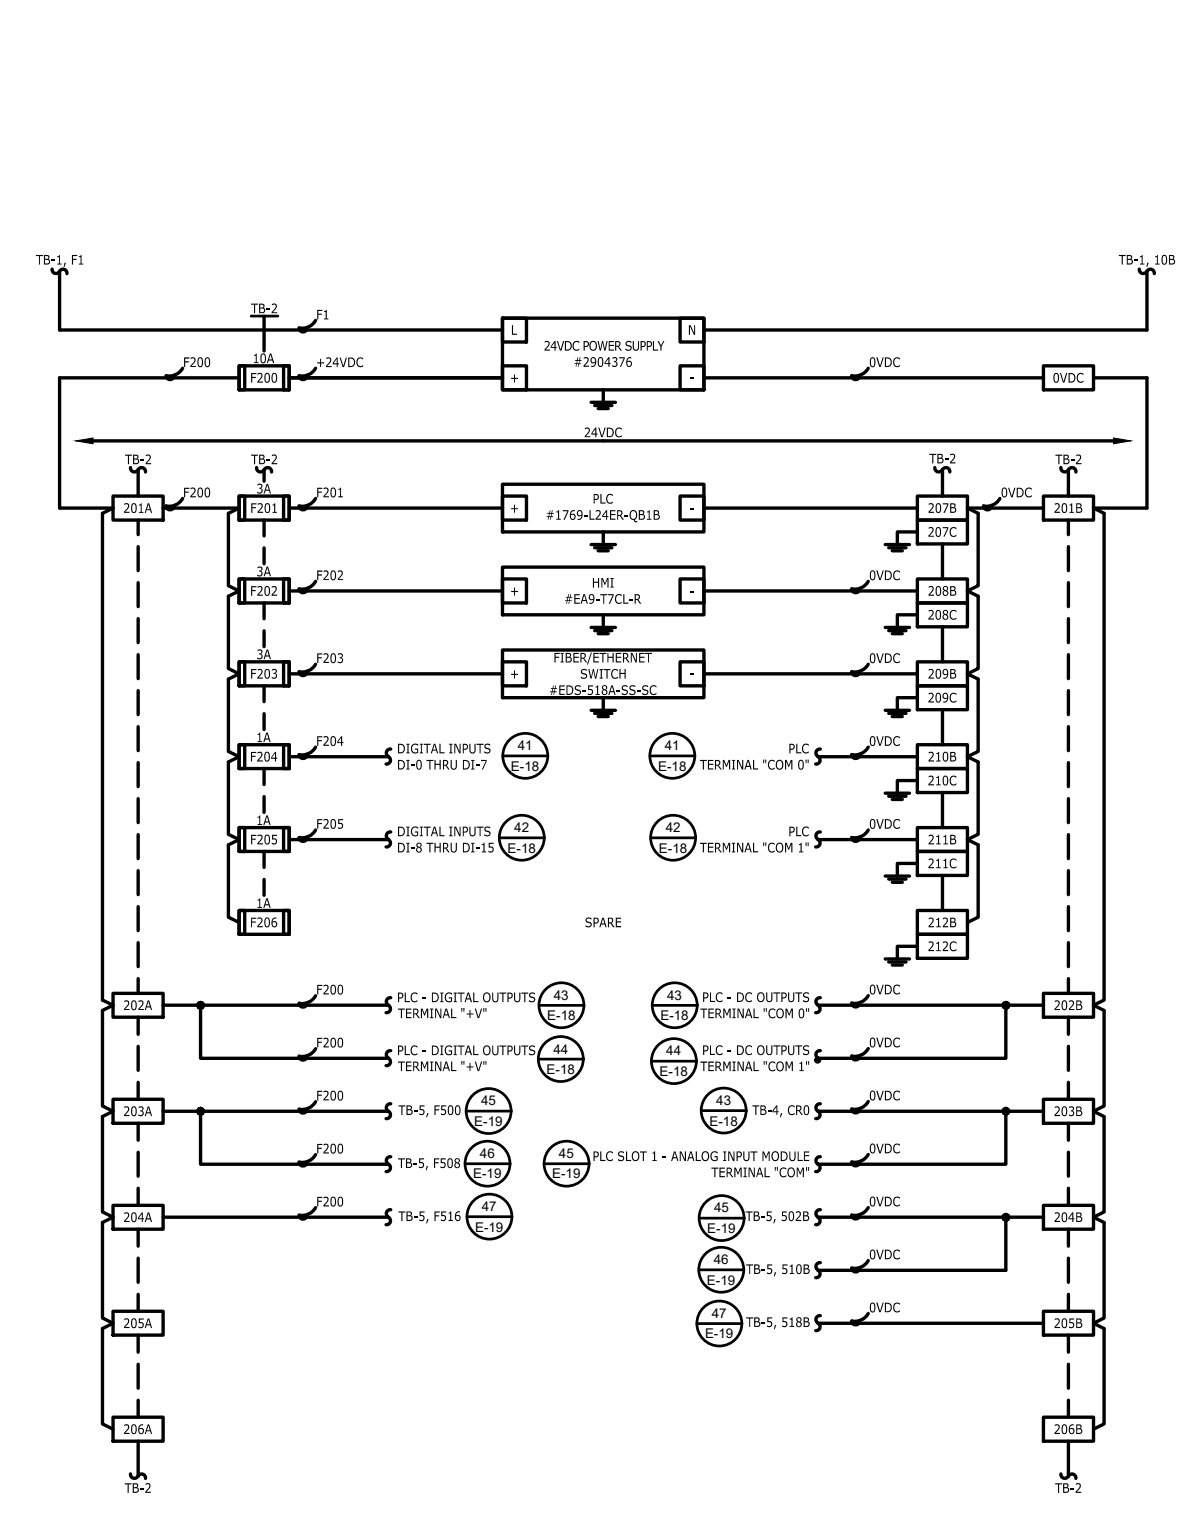 TB-1, F1
TB-1, 10B
TB-2
F1
L
24VDC POWER SUPPLY
#2904376
N
F200
10A
F200
+24VDC
+
-
0VDC
0VDC
24VDC
TB-2
TB-2
TB-2
TB-2
201A
F200
3A
F201
F201
+
PLC
#1769-L24ER-QB1B
-
207B
0VDC
201B
207C
3A
F202
F202
+
HMI
#EA9-T7CL-R
-
0VDC
208B
208C
3A
F203
F203
+
FIBER/ETHERNET
SWITCH
#EDS-518A-SS-SC
-
0VDC
209B
209C
1A
F204
F204
DIGITAL INPUTS
DI-0 THRU DI-7
41
E-18
41
E-18
PLC
TERMINAL "COM 0"
0VDC
210B
210C
1A
F205
F205
DIGITAL INPUTS
DI-8 THRU DI-15
42
E-18
42
E-18
PLC
TERMINAL "COM 1"
0VDC
211B
211C
1A
F206
SPARE
212B
212C
202A
F200
PLC - DIGITAL OUTPUTS
TERMINAL "+V"
43
E-18
43
E-18
PLC - DC OUTPUTS
TERMINAL "COM 0"
0VDC
202B
F200
PLC - DIGITAL OUTPUTS
TERMINAL "+V"
44
E-18
44
E-18
PLC - DC OUTPUTS
TERMINAL "COM 1"
0VDC
203A
F200
TB-5, F500
45
E-19
43
E-18
TB-4, CR0
0VDC
203B
F200
TB-5, F508
46
E-19
45
E-19
PLC SLOT 1 - ANALOG INPUT MODULE
TERMINAL "COM"
0VDC
204A
F200
TB-5, F516
47
E-19
45
E-19
TB-5, 502B
0VDC
204B
46
E-19
TB-5, 510B
0VDC
205A
47
E-19
TB-5, 518B
0VDC
205B
206A
206B
TB-2
TB-2